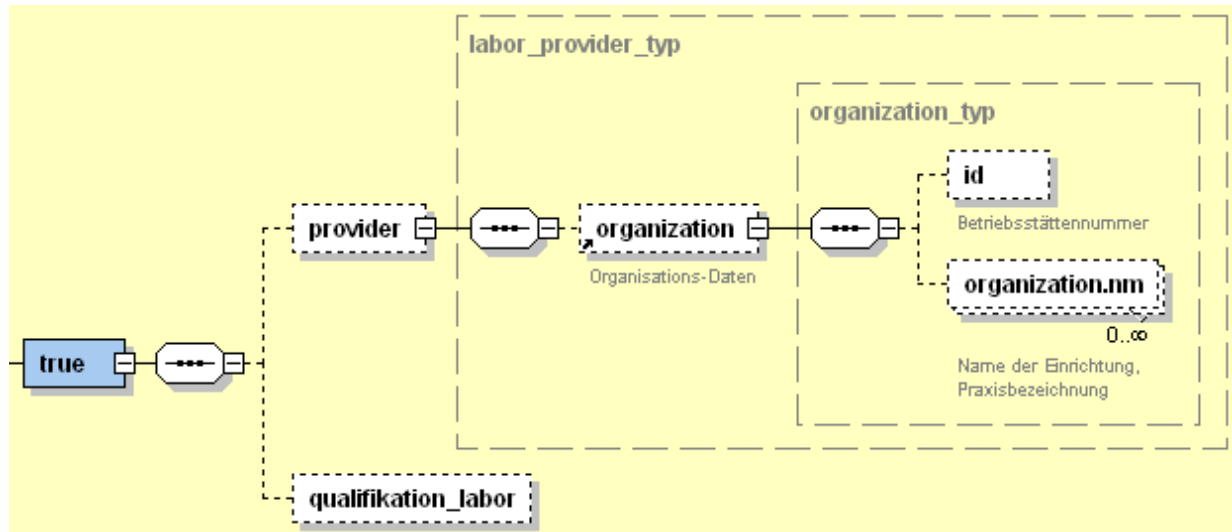 labor_provider_typ
organization_typ
id
Betriebsstättennummer
provider
organization
Organisations-Daten
organization.nm
0..∞
Name der Einrichtung,
Praxisbezeichnung
true
qualifikation_labor